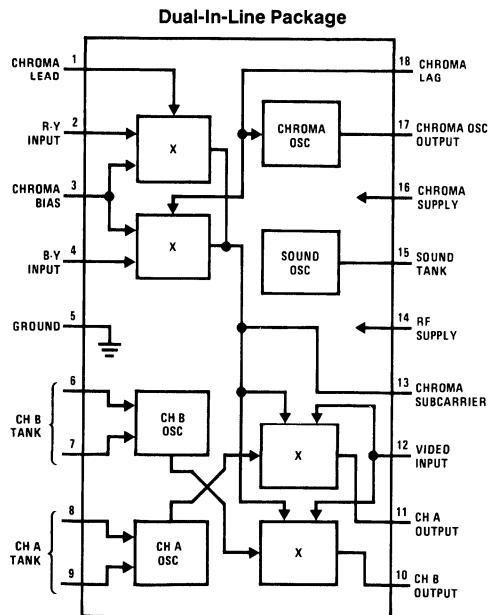 Dual-In-Line Package
1
CHROMA
LEAD
2
R-Y
INPUT
3
CHROMA
BIAS
4
B-Y
INPUT
5
GROUND
6
CH B
TANK
7
8
CH A
TANK
9
X
X
CHROMA
OSC
SOUND
OSC
CH B
OSC
CH A
OSC
X
X
18
CHROMA
LAG
17
CHROMA OSC
OUTPUT
16
CHROMA
SUPPLY
15
SOUND
TANK
14
RF
SUPPLY
13
CHROMA
SUBCARRIER
12
VIDEO
INPUT
11
CH A
OUTPUT
10
CH B
OUTPUT